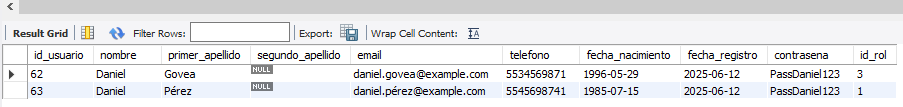 Result Grid Filter Rows: Export: Wrap Cell Content:
id_usuario nombre primer_apellido segundo_apellido email telefono fecha_nacimiento fecha_registro contrasena id_rol
62 Daniel Govea NULL daniel.govea@example.com 5534569871 1996-05-29 2025-06-12 PassDaniel123 3
63 Daniel Pérez NULL daniel.pérez@example.com 5545698741 1985-07-15 2025-06-12 PassDaniel123 1